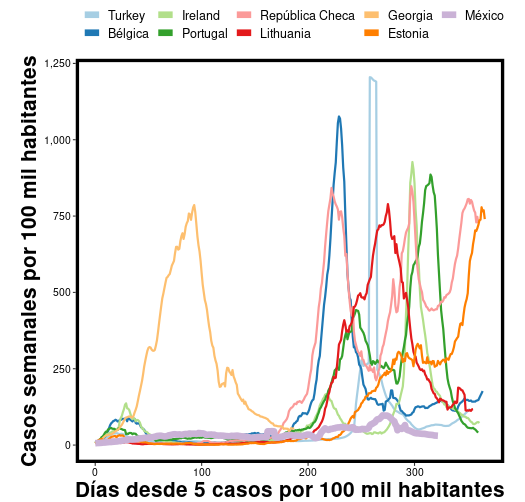 Turkey Ireland República Checa Georgia México
Bélgica Portugal Lithuania Estonia
Casos semanales por 100 mil habitantes
1,250
1,000
750
500
250
0
0 100 200 300
Días desde 5 casos por 100 mil habitantes